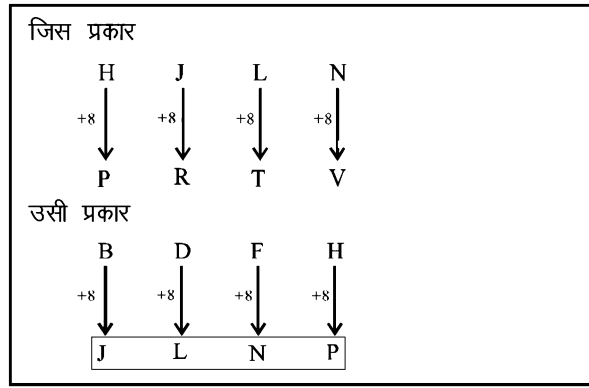 जिस प्रकार
H J L N
+8 +8 +8 +8
P R T V
उसी प्रकार
B D F H
+8 +8 +8 +8
J L N P